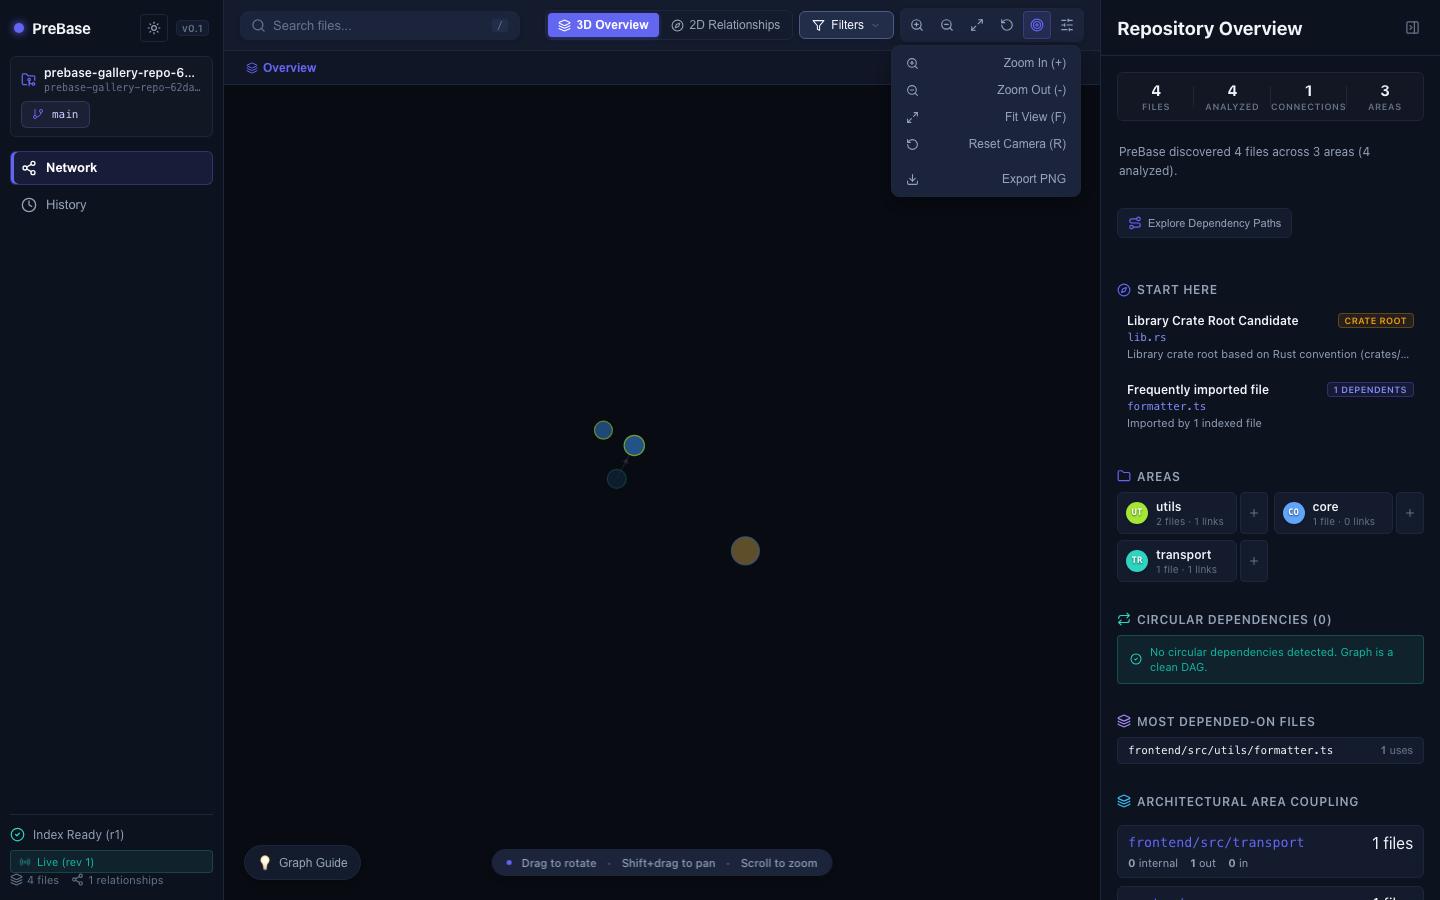 PreBase
v0.1
prebase-gallery-repo-6...
prebase-gallery-repo-62da...
main
Network
History
Index Ready (r1)
Live (rev 1)
4 files
1 relationships
Search files...
/
3D Overview
2D Relationships
Filters
Overview
Zoom In (+)
Zoom Out (-)
Fit View (F)
Reset Camera (R)
Export PNG
Graph Guide
Drag to rotate · Shift+drag to pan · Scroll to zoom
Repository Overview
4
FILES
4
ANALYZED
1
CONNECTIONS
3
AREAS
PreBase discovered 4 files across 3 areas (4
analyzed).
Explore Dependency Paths
START HERE
Library Crate Root Candidate
CRATE ROOT
lib.rs
Library crate root based on Rust convention (crates/...
Frequently imported file
1 DEPENDENTS
formatter.ts
Imported by 1 indexed file
AREAS
UT
utils
2 files · 1 links
+
CO
core
1 file · 0 links
+
TR
transport
1 file · 1 links
+
CIRCULAR DEPENDENCIES (0)
No circular dependencies detected. Graph is a
clean DAG.
MOST DEPENDED-ON FILES
frontend/src/utils/formatter.ts
1 uses
ARCHITECTURAL AREA COUPLING
frontend/src/transport
1 files
0 internal 1 out 0 in